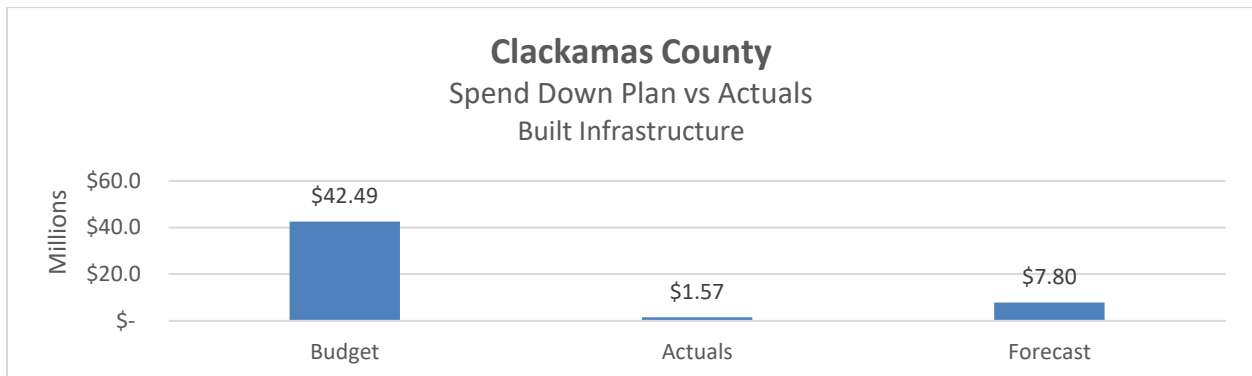 Clackamas County
Spend Down Plan vs Actuals
Built Infrastructure
Millions
$60.0
$40.0
$20.0
$-
$42.49
$1.57
$7.80
Budget
Actuals
Forecast